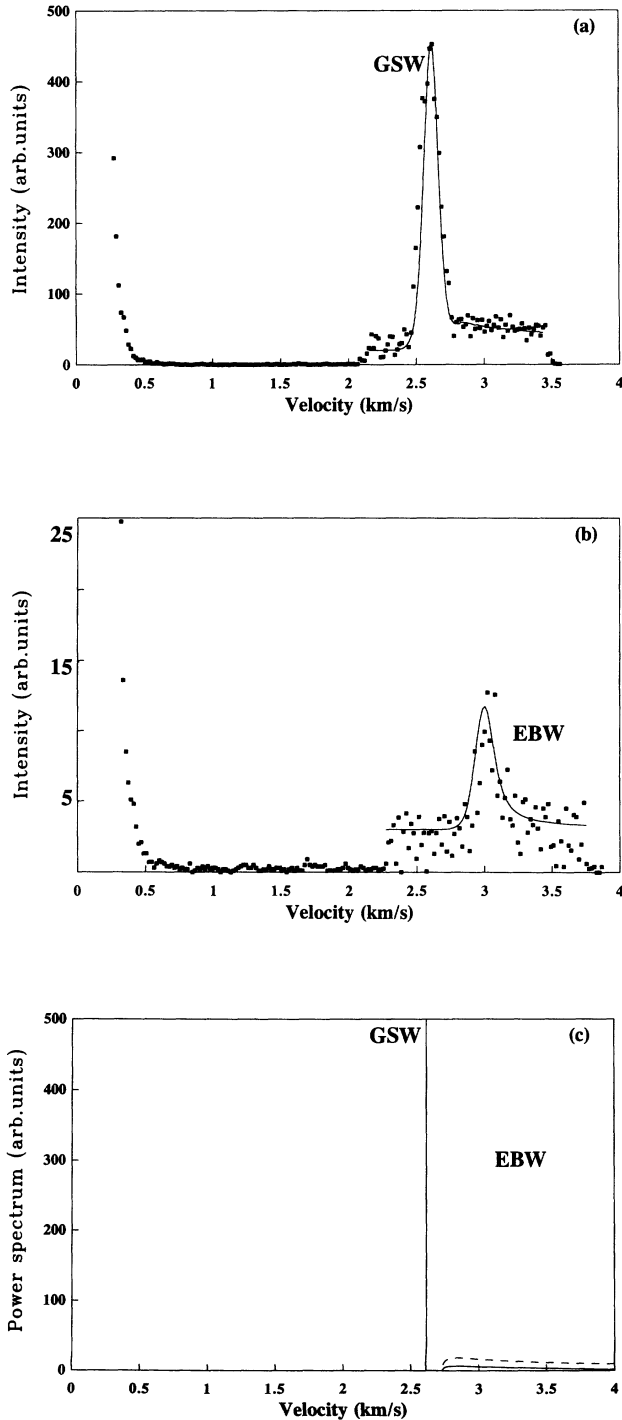 (a)
GSW
Intensity (arb.units)
500
400
300
200
100
0
0 0.5 1 1.5 2 2.5 3 3.5 4
Velocity (km/s)
(b)
EBW
Intensity (arb.units)
25
15
5
0 0.5 1 1.5 2 2.5 3 3.5 4
Velocity (km/s)
(c)
GSW
EBW
Power spectrum (arb.units)
500
400
300
200
100
0
0 0.5 1 1.5 2 2.5 3 3.5 4
Velocity (km/s)